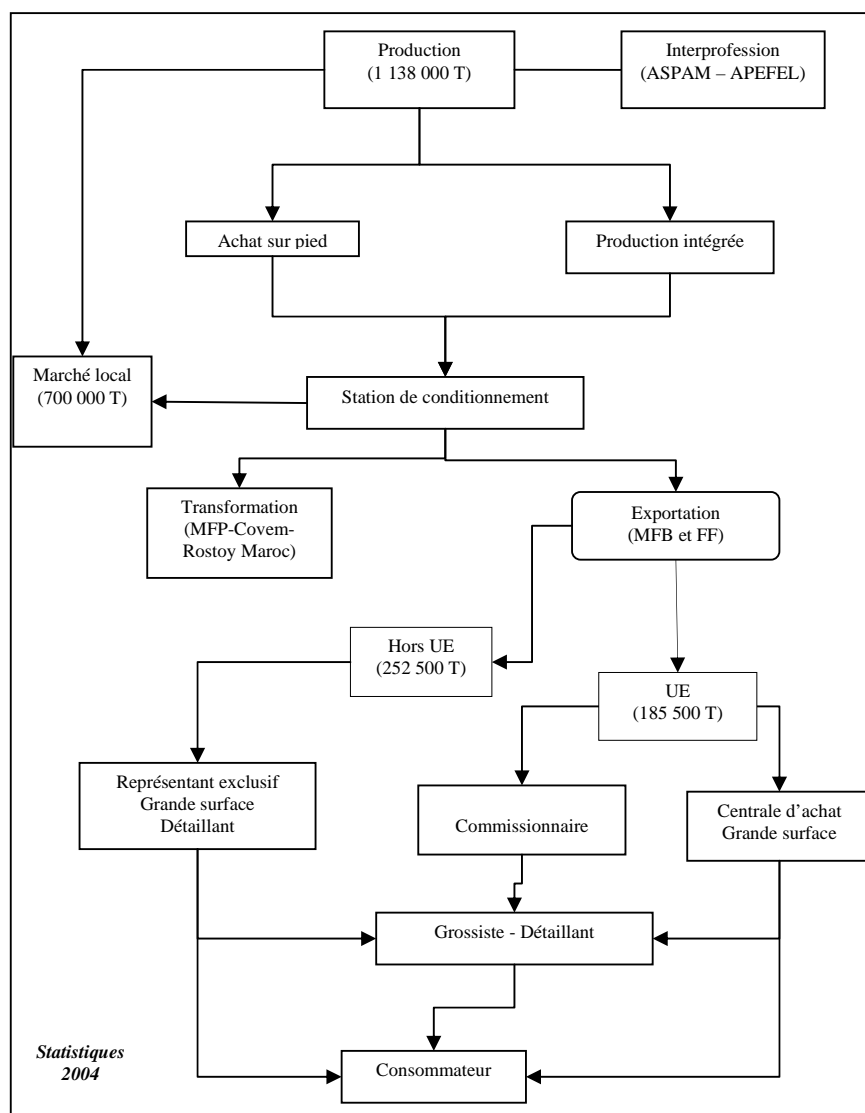 Production
(1 138 000 T)
Interprofession
(ASPAM – APEFEL)
Achat sur pied
Production intégrée
Marché local
(700 000 T)
Station de conditionnement
Transformation
(MFP-Covem-
Rostoy Maroc)
Exportation
(MFB et FF)
Hors UE
(252 500 T)
UE
(185 500 T)
Représentant exclusif
Grande surface
Détaillant
Commissionnaire
Centrale d’achat
Grande surface
Grossiste - Détaillant
Statistiques
2004
Consommateur